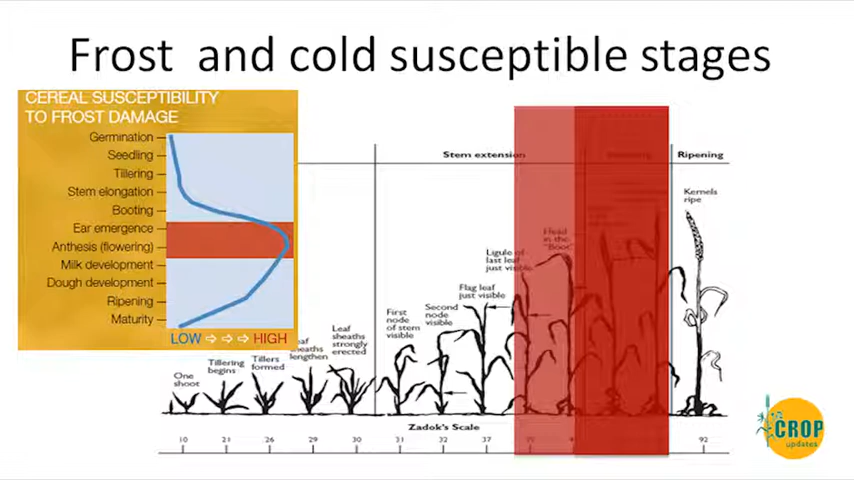 Frost and cold susceptible stages
CEREAL SUSCEPTIBILITY
TO FROST DAMAGE
Germination
Seedling
Tillering
Stem elongation
Booting
Ear emergence
Anthesis (flowering)
Milk development
Dough development
Ripening
Maturity
LOW ⇨ ⇨ ⇨ HIGH
Stem extension
Ripening
One
shoot
Tillering
begins
Tillers
formed
sheaths
lengthen
Leaf
sheaths
strongly
erected
First
node
of stem
visible
Second
node
visible
Flag leaf
just visible
Ligule of
last leaf
just visible
Head
in the
"Boot"
Kernels
ripe
Zadok's Scale
10 21 26 29 30 31 32 37 92
CROP
updates